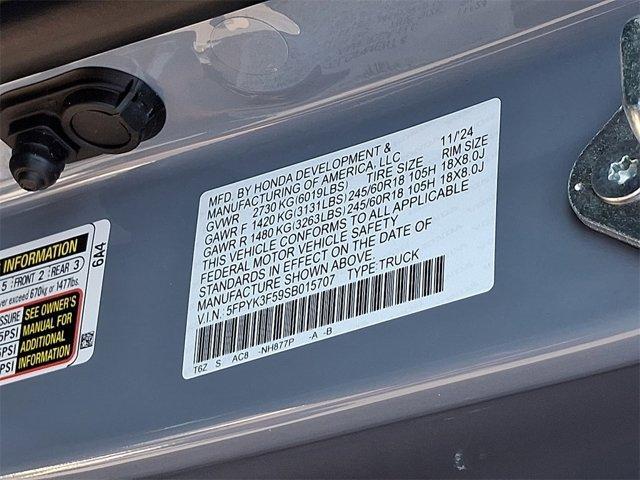 MFD. BY HONDA DEVELOPMENT &
MANUFACTURING OF AMERICA, LLC 11/'24
GVWR 2730 KG(6019LBS) TIRE SIZE RIM SIZE
GAWR F 1420 KG(3131LBS) 245/60R18 105H 18X8.0J
GAWR R 1480 KG(3263LBS) 245/60R18 105H 18X8.0J
THIS VEHICLE CONFORMS TO ALL APPLICABLE
FEDERAL MOTOR VEHICLE SAFETY
STANDARDS IN EFFECT ON THE DATE OF
MANUFACTURE SHOWN ABOVE.
V.I.N: 5FPYK3F59SB015707 TYPE:TRUCK
T6Z S AC8 -NH877P -A -B
INFORMATION
5 FRONT 2 REAR 3
exceed 670kg or 1477lbs.
SEE OWNER'S
MANUAL FOR
ADDITIONAL
INFORMATION
6A4